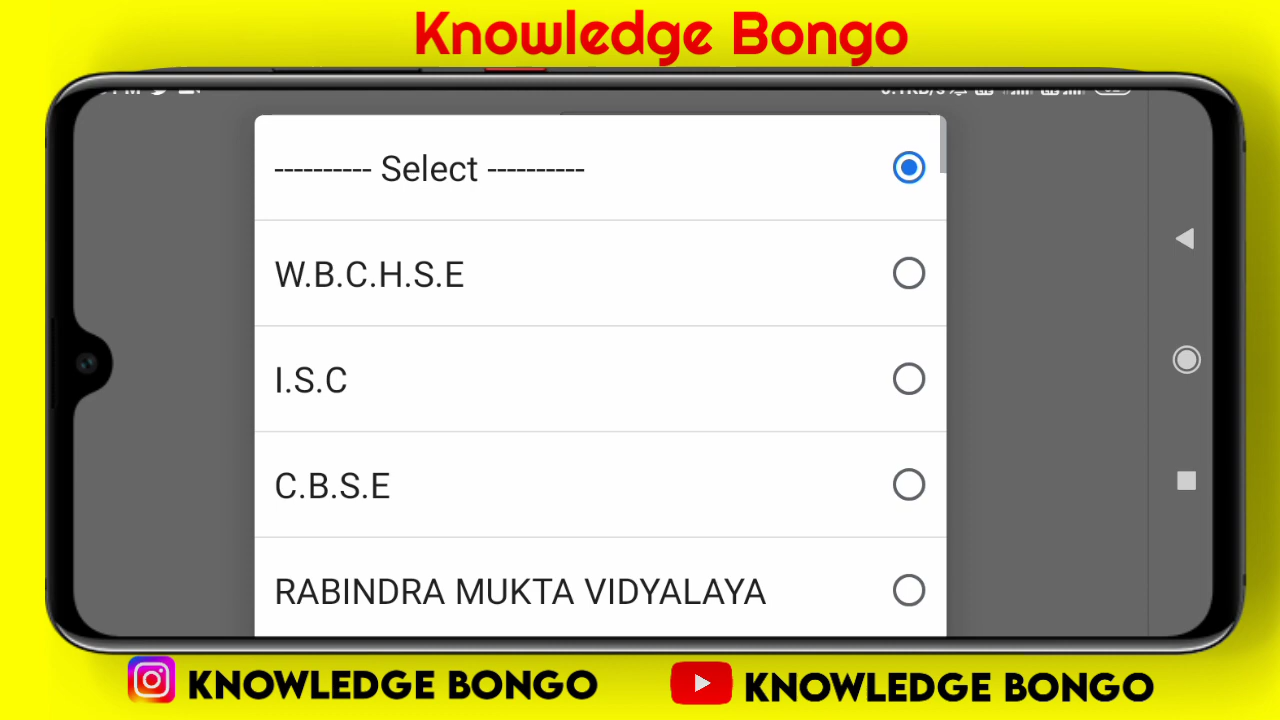 Knowledge Bongo
---------- Select ----------
W.B.C.H.S.E
I.S.C
C.B.S.E
RABINDRA MUKTA VIDYALAYA
KNOWLEDGE BONGO
KNOWLEDGE BONGO